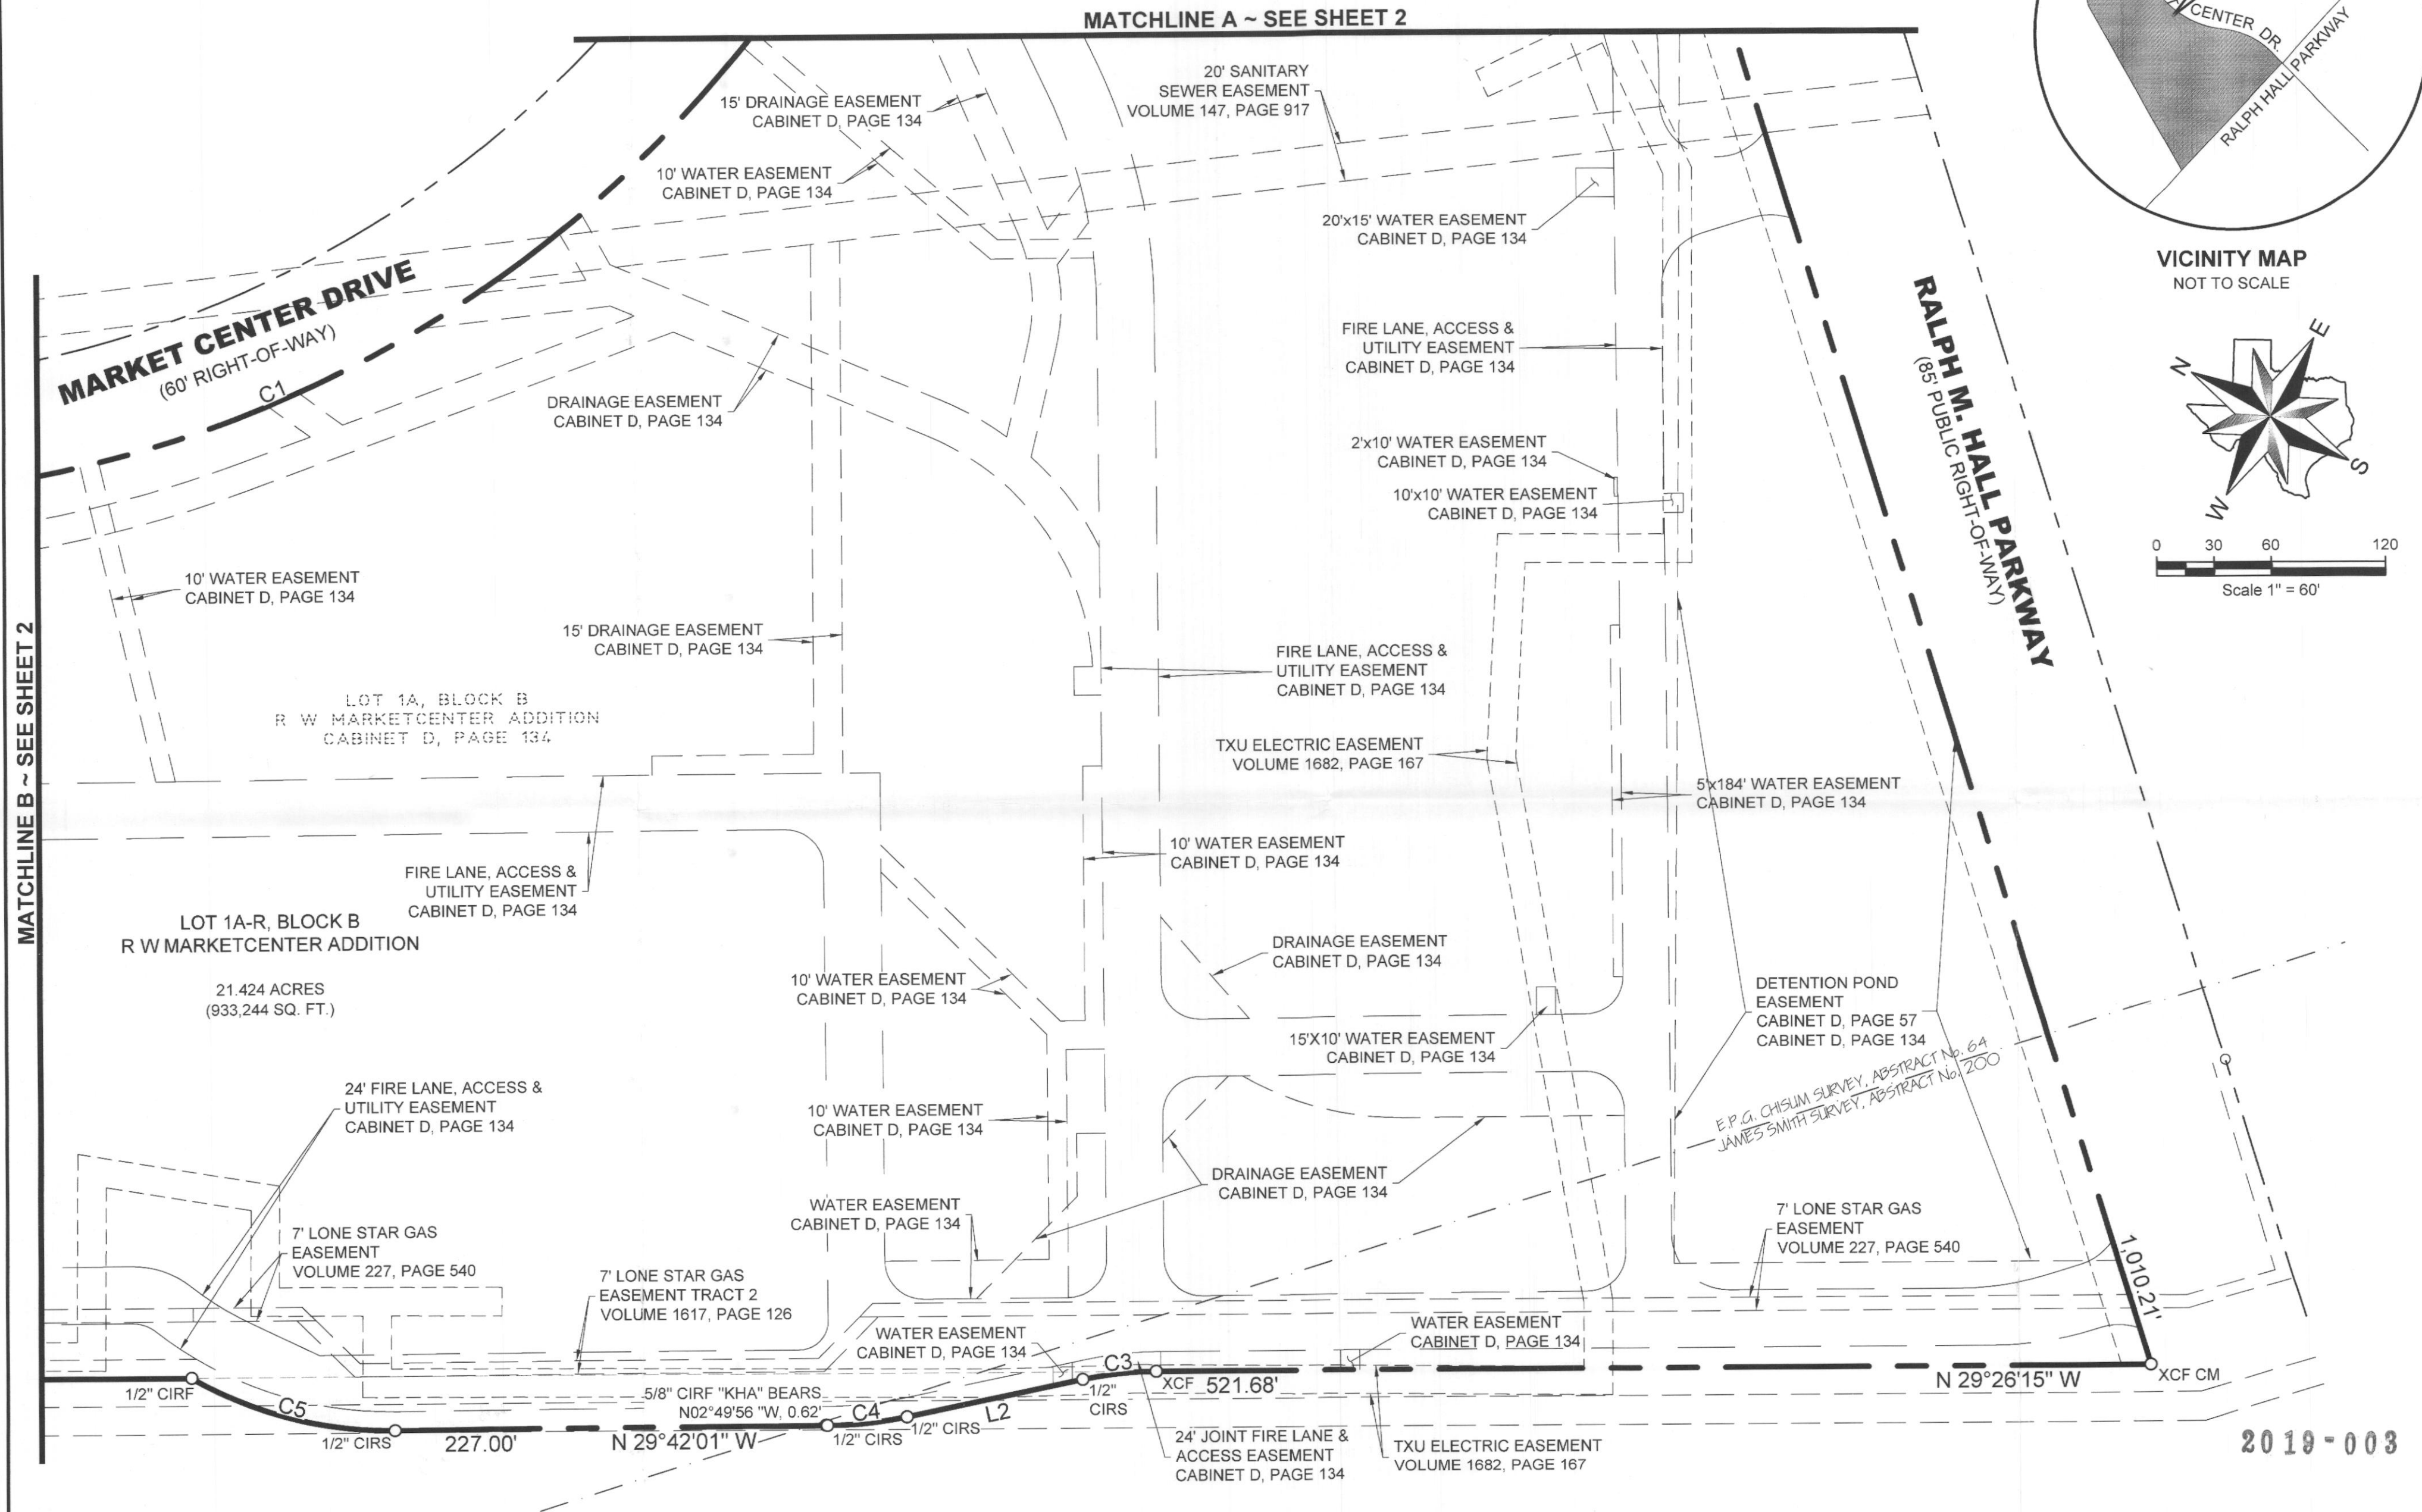 MATCHLINE A ~ SEE SHEET 2
CENTER DR.
RALPH HALL PARKWAY
VICINITY MAP
NOT TO SCALE
N
E
S
W
0 30 60 120
Scale 1" = 60'
15' DRAINAGE EASEMENT
CABINET D, PAGE 134
20' SANITARY
SEWER EASEMENT
VOLUME 147, PAGE 917
10' WATER EASEMENT
CABINET D, PAGE 134
20'x15' WATER EASEMENT
CABINET D, PAGE 134
MARKET CENTER DRIVE
(60' RIGHT-OF-WAY)
C1
RALPH M. HALL PARKWAY
(85' PUBLIC RIGHT-OF-WAY)
FIRE LANE, ACCESS &
UTILITY EASEMENT
CABINET D, PAGE 134
DRAINAGE EASEMENT
CABINET D, PAGE 134
2'x10' WATER EASEMENT
CABINET D, PAGE 134
10'x10' WATER EASEMENT
CABINET D, PAGE 134
10' WATER EASEMENT
CABINET D, PAGE 134
15' DRAINAGE EASEMENT
CABINET D, PAGE 134
FIRE LANE, ACCESS &
UTILITY EASEMENT
CABINET D, PAGE 134
MATCHLINE B ~ SEE SHEET 2
LOT 1A, BLOCK B
R W MARKETCENTER ADDITION
CABINET D, PAGE 134
TXU ELECTRIC EASEMENT
VOLUME 1682, PAGE 167
5'x184' WATER EASEMENT
CABINET D, PAGE 134
10' WATER EASEMENT
CABINET D, PAGE 134
FIRE LANE, ACCESS &
UTILITY EASEMENT
CABINET D, PAGE 134
LOT 1A-R, BLOCK B
R W MARKETCENTER ADDITION
21.424 ACRES
(933,244 SQ. FT.)
DRAINAGE EASEMENT
CABINET D, PAGE 134
10' WATER EASEMENT
CABINET D, PAGE 134
DETENTION POND
EASEMENT
CABINET D, PAGE 57
CABINET D, PAGE 134
15'X10' WATER EASEMENT
CABINET D, PAGE 134
E.P.G. CHISUM SURVEY, ABSTRACT No. 64
JAMES SMITH SURVEY, ABSTRACT No. 200
24' FIRE LANE, ACCESS &
UTILITY EASEMENT
CABINET D, PAGE 134
10' WATER EASEMENT
CABINET D, PAGE 134
DRAINAGE EASEMENT
CABINET D, PAGE 134
WATER EASEMENT
CABINET D, PAGE 134
7' LONE STAR GAS
EASEMENT
VOLUME 227, PAGE 540
7' LONE STAR GAS
EASEMENT
VOLUME 227, PAGE 540
1,010.21'
7' LONE STAR GAS
EASEMENT TRACT 2
VOLUME 1617, PAGE 126
WATER EASEMENT
CABINET D, PAGE 134
WATER EASEMENT
CABINET D, PAGE 134
1/2" CIRF
C5
1/2" CIRS
227.00'
5/8" CIRF "KHA" BEARS
N02°49'56 "W, 0.62'
N 29°42'01" W
C4
1/2" CIRS
1/2" CIRS
L2
C3
1/2"
CIRS
XCF
521.68'
N 29°26'15" W
XCF CM
24' JOINT FIRE LANE &
ACCESS EASEMENT
CABINET D, PAGE 134
TXU ELECTRIC EASEMENT
VOLUME 1682, PAGE 167
2019-003